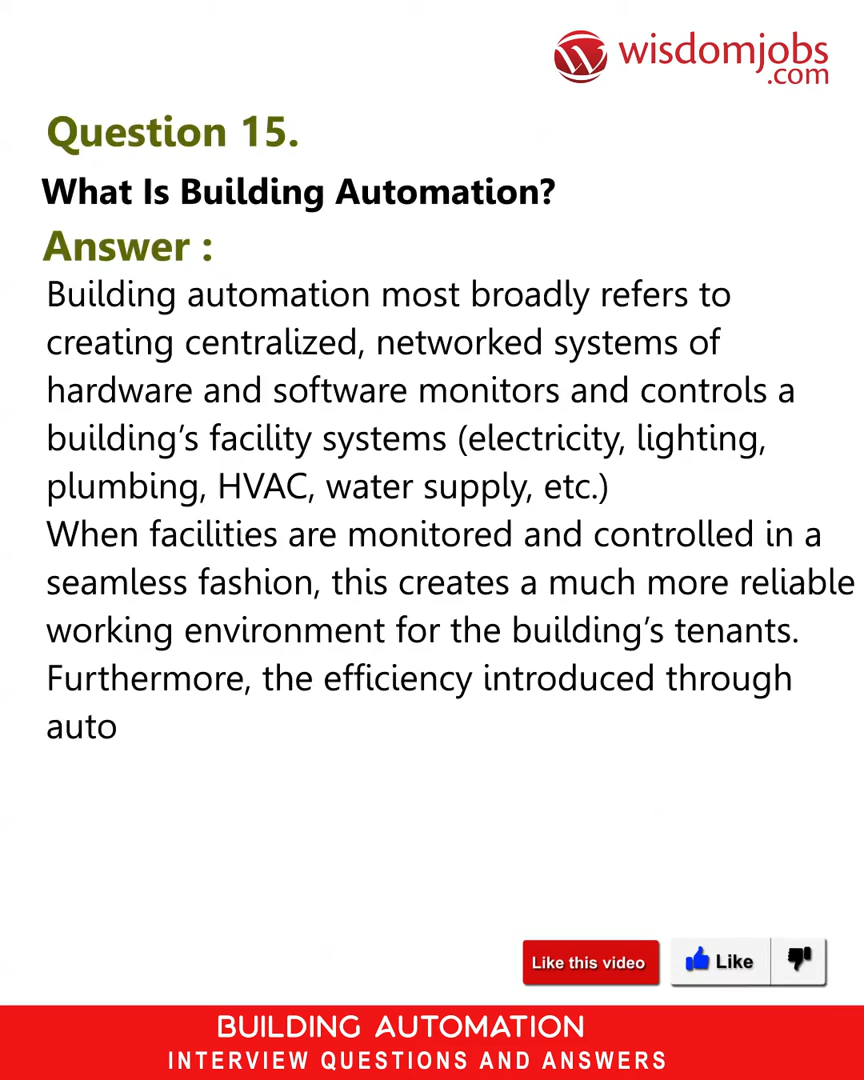 wisdomjobs
.com
Question 15.
What Is Building Automation?
Answer :
Building automation most broadly refers to
creating centralized, networked systems of
hardware and software monitors and controls a
building’s facility systems (electricity, lighting,
plumbing, HVAC, water supply, etc.)
When facilities are monitored and controlled in a
seamless fashion, this creates a much more reliable
working environment for the building’s tenants.
Furthermore, the efficiency introduced through
auto
Like this video
Like
BUILDING AUTOMATION
INTERVIEW QUESTIONS AND ANSWERS